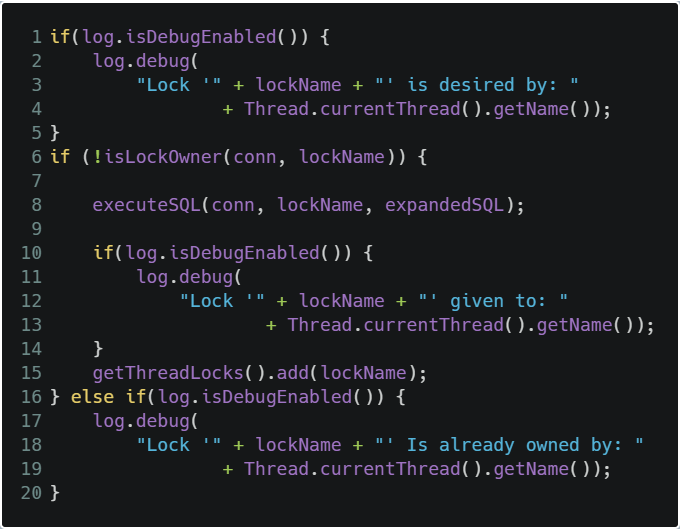 1 if(log.isDebugEnabled()) {
2     log.debug(
3         "Lock '" + lockName + "' is desired by: "
4                 + Thread.currentThread().getName());
5 }
6 if (!isLockOwner(conn, lockName)) {
7
8     executeSQL(conn, lockName, expandedSQL);
9
10     if(log.isDebugEnabled()) {
11         log.debug(
12             "Lock '" + lockName + "' given to: "
13                     + Thread.currentThread().getName());
14     }
15     getThreadLocks().add(lockName);
16 } else if(log.isDebugEnabled()) {
17     log.debug(
18         "Lock '" + lockName + "' Is already owned by: "
19                 + Thread.currentThread().getName());
20 }